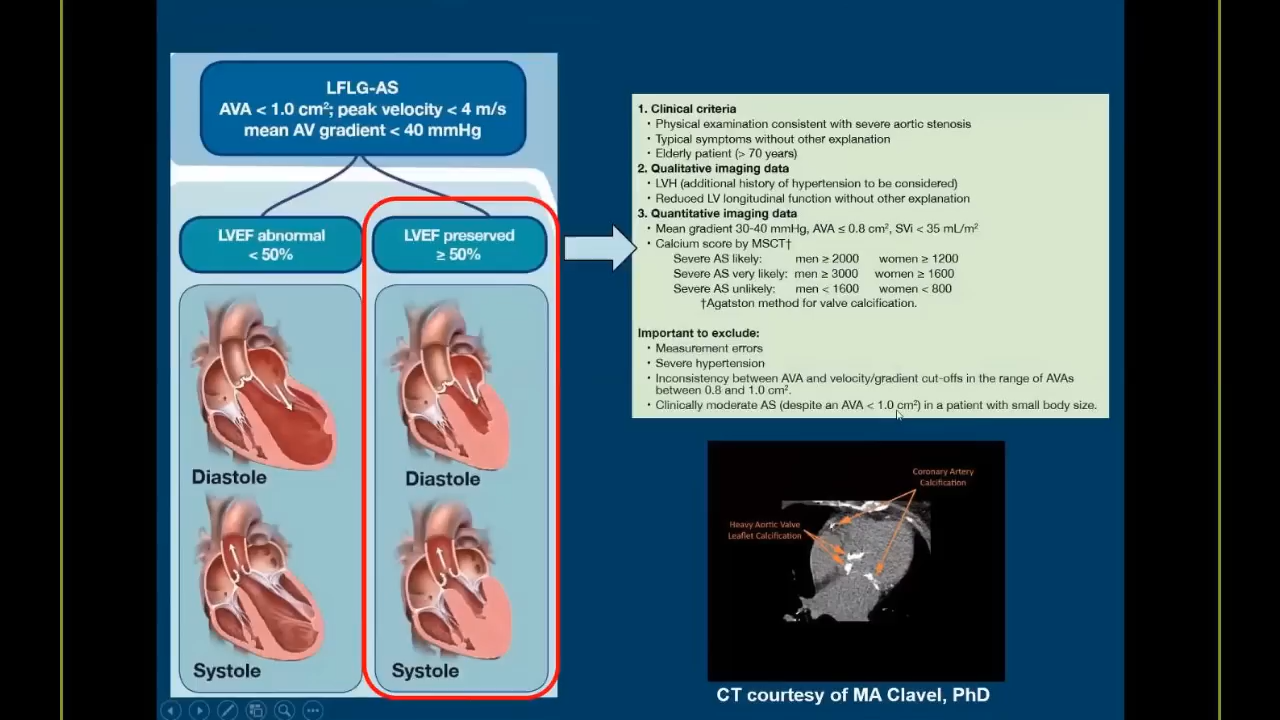 LFLG-AS
AVA < 1.0 cm²; peak velocity < 4 m/s
mean AV gradient < 40 mmHg
LVEF abnormal
< 50%
LVEF preserved
≥ 50%
Diastole
Diastole
Systole
Systole
1. Clinical criteria
• Physical examination consistent with severe aortic stenosis
• Typical symptoms without other explanation
• Elderly patient (> 70 years)
2. Qualitative imaging data
• LVH (additional history of hypertension to be considered)
• Reduced LV longitudinal function without other explanation
3. Quantitative imaging data
• Mean gradient 30-40 mmHg, AVA ≤ 0.8 cm², SVi < 35 mL/m²
• Calcium score by MSCT†
Severe AS likely: men ≥ 2000 women ≥ 1200
Severe AS very likely: men ≥ 3000 women ≥ 1600
Severe AS unlikely: men < 1600 women < 800
†Agatston method for valve calcification.
Important to exclude:
• Measurement errors
• Severe hypertension
• Inconsistency between AVA and velocity/gradient cut-offs in the range of AVAs
between 0.8 and 1.0 cm².
• Clinically moderate AS (despite an AVA < 1.0 cm²) in a patient with small body size.
Coronary Artery
Calcification
Heavy Aortic Valve
Leaflet Calcification
CT courtesy of MA Clavel, PhD